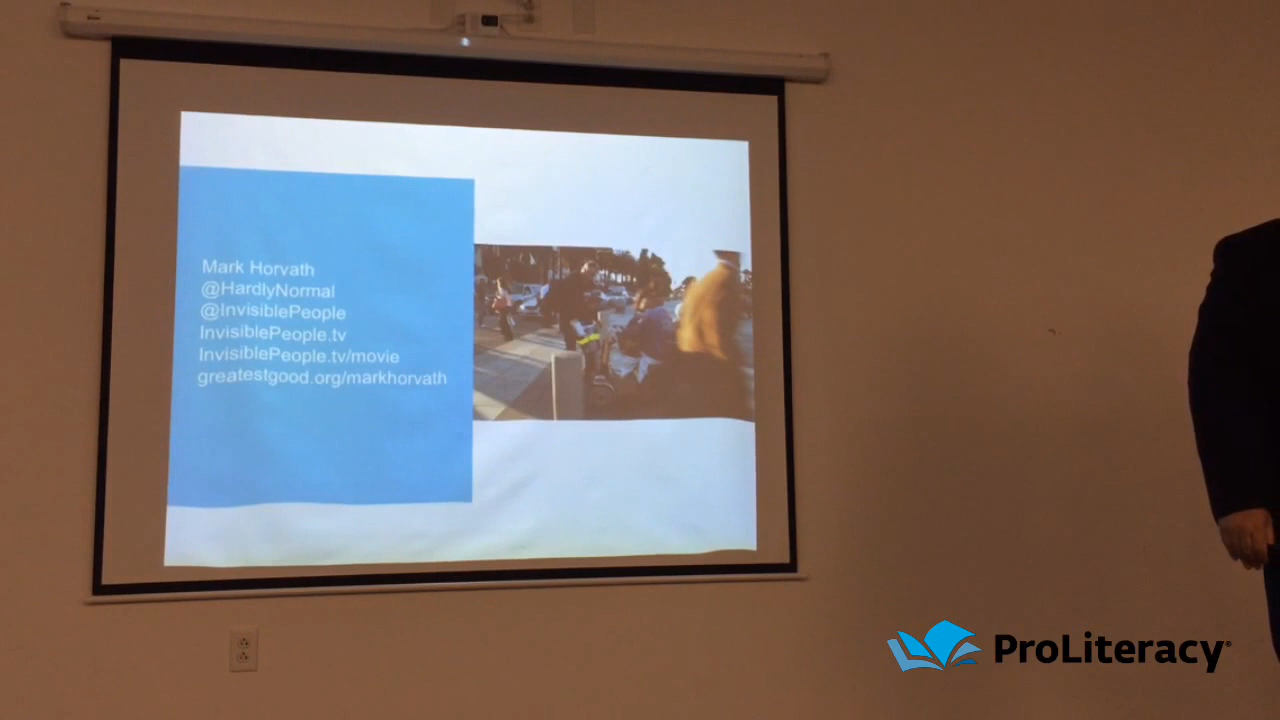 Mark Horvath
@HardlyNormal
@InvisiblePeople
InvisiblePeople.tv
InvisiblePeople.tv/movie
greatestgood.org/markhorvath
ProLiteracy®